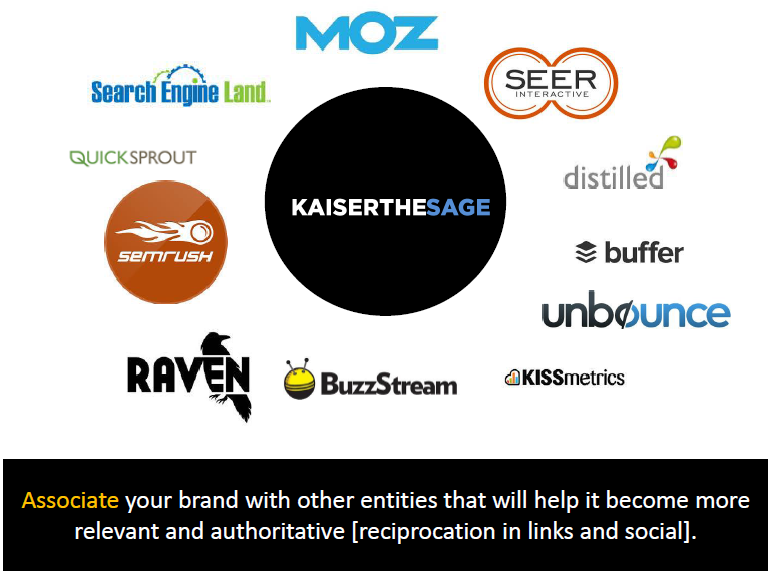 MOZ
Search Engine Land
SEER
INTERACTIVE
QUICKSPROUT
distilled
KAISERTHESAGE
semrush
buffer
unbounce
RAVEN
BuzzStream
KISSmetrics
Associate your brand with other entities that will help it become more
relevant and authoritative [reciprocation in links and social].